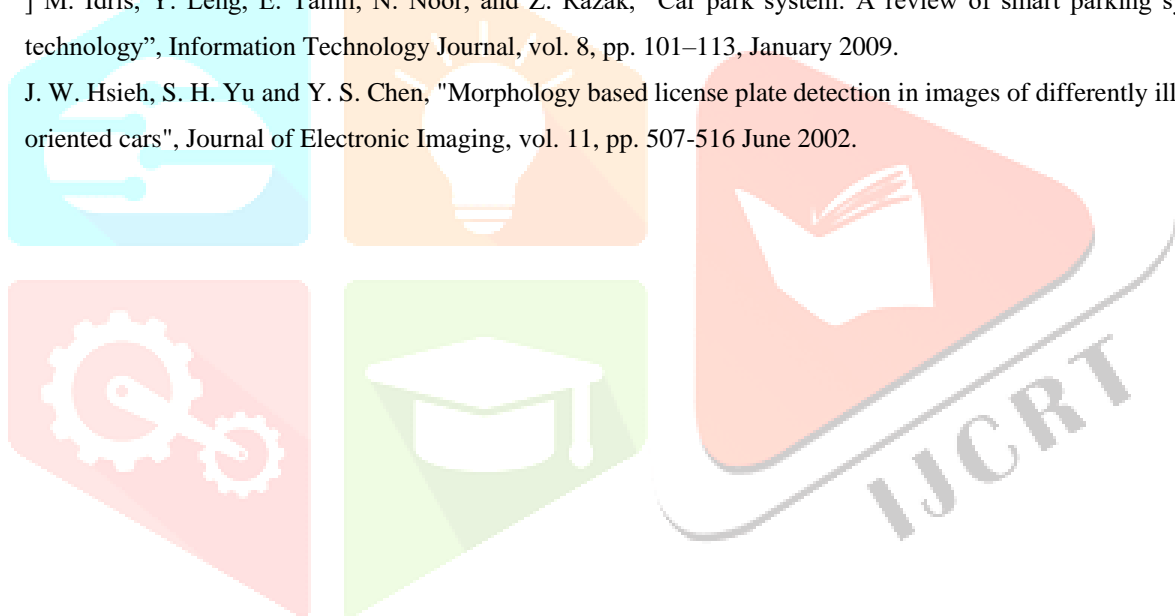 ] M. Idris, Y. Leng, E. Tamil, N. Noor, and Z. Razak, "Car park system: A review of smart parking sy
technology”, Information Technology Journal, vol. 8, pp. 101–113, January 2009.
J. W. Hsieh, S. H. Yu and Y. S. Chen, "Morphology based license plate detection in images of differently ill
oriented cars", Journal of Electronic Imaging, vol. 11, pp. 507-516 June 2002.
IJCRT